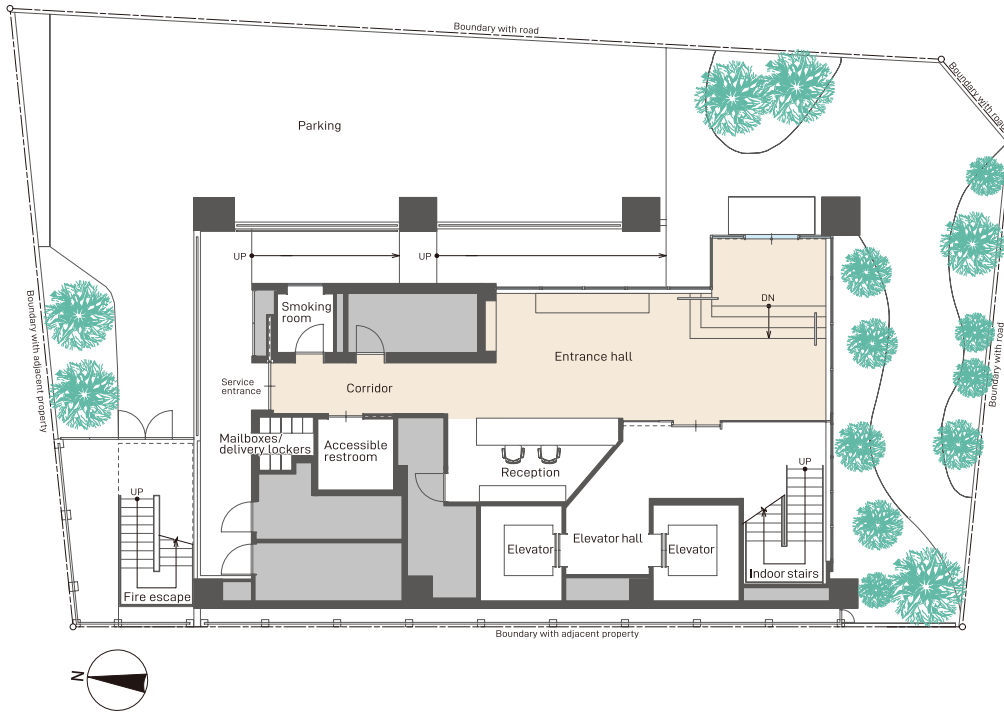 Boundary with road
Boundary with road
Parking
UP
UP
DN
Smoking
room
Entrance hall
Boundary with adjacent property
Boundary with road
Service
entrance
Corridor
Mailboxes/
delivery lockers
Accessible
restroom
Reception
UP
UP
Elevator
Elevator hall
Elevator
Indoor stairs
Fire escape
Boundary with adjacent property
N